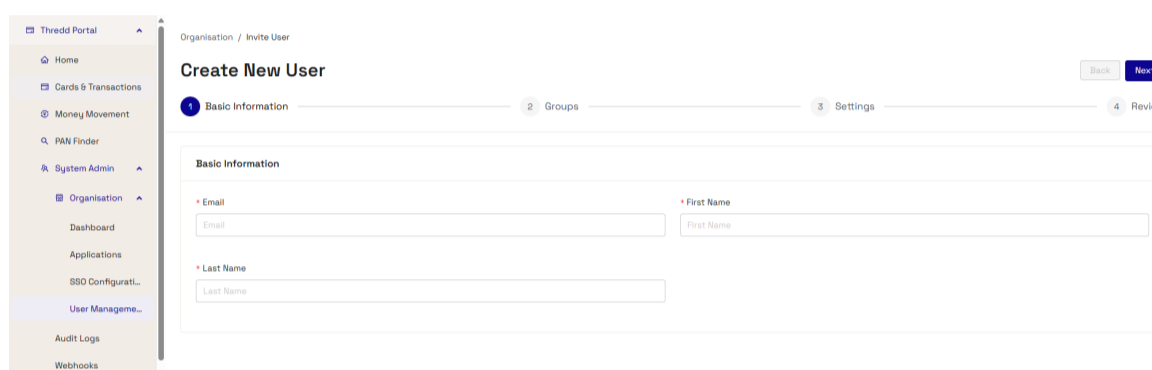 Thredd Portal
Home
Cards & Transactions
Money Movement
PAN Finder
System Admin
Organisation
Dashboard
Applications
SSO Configurati...
User Manageme...
Audit Logs
Webhooks
Organisation / Invite User
Create New User
Back Next
1 Basic Information 2 Groups 3 Settings 4 Revi
Basic Information
* Email * First Name
Email First Name
* Last Name
Last Name